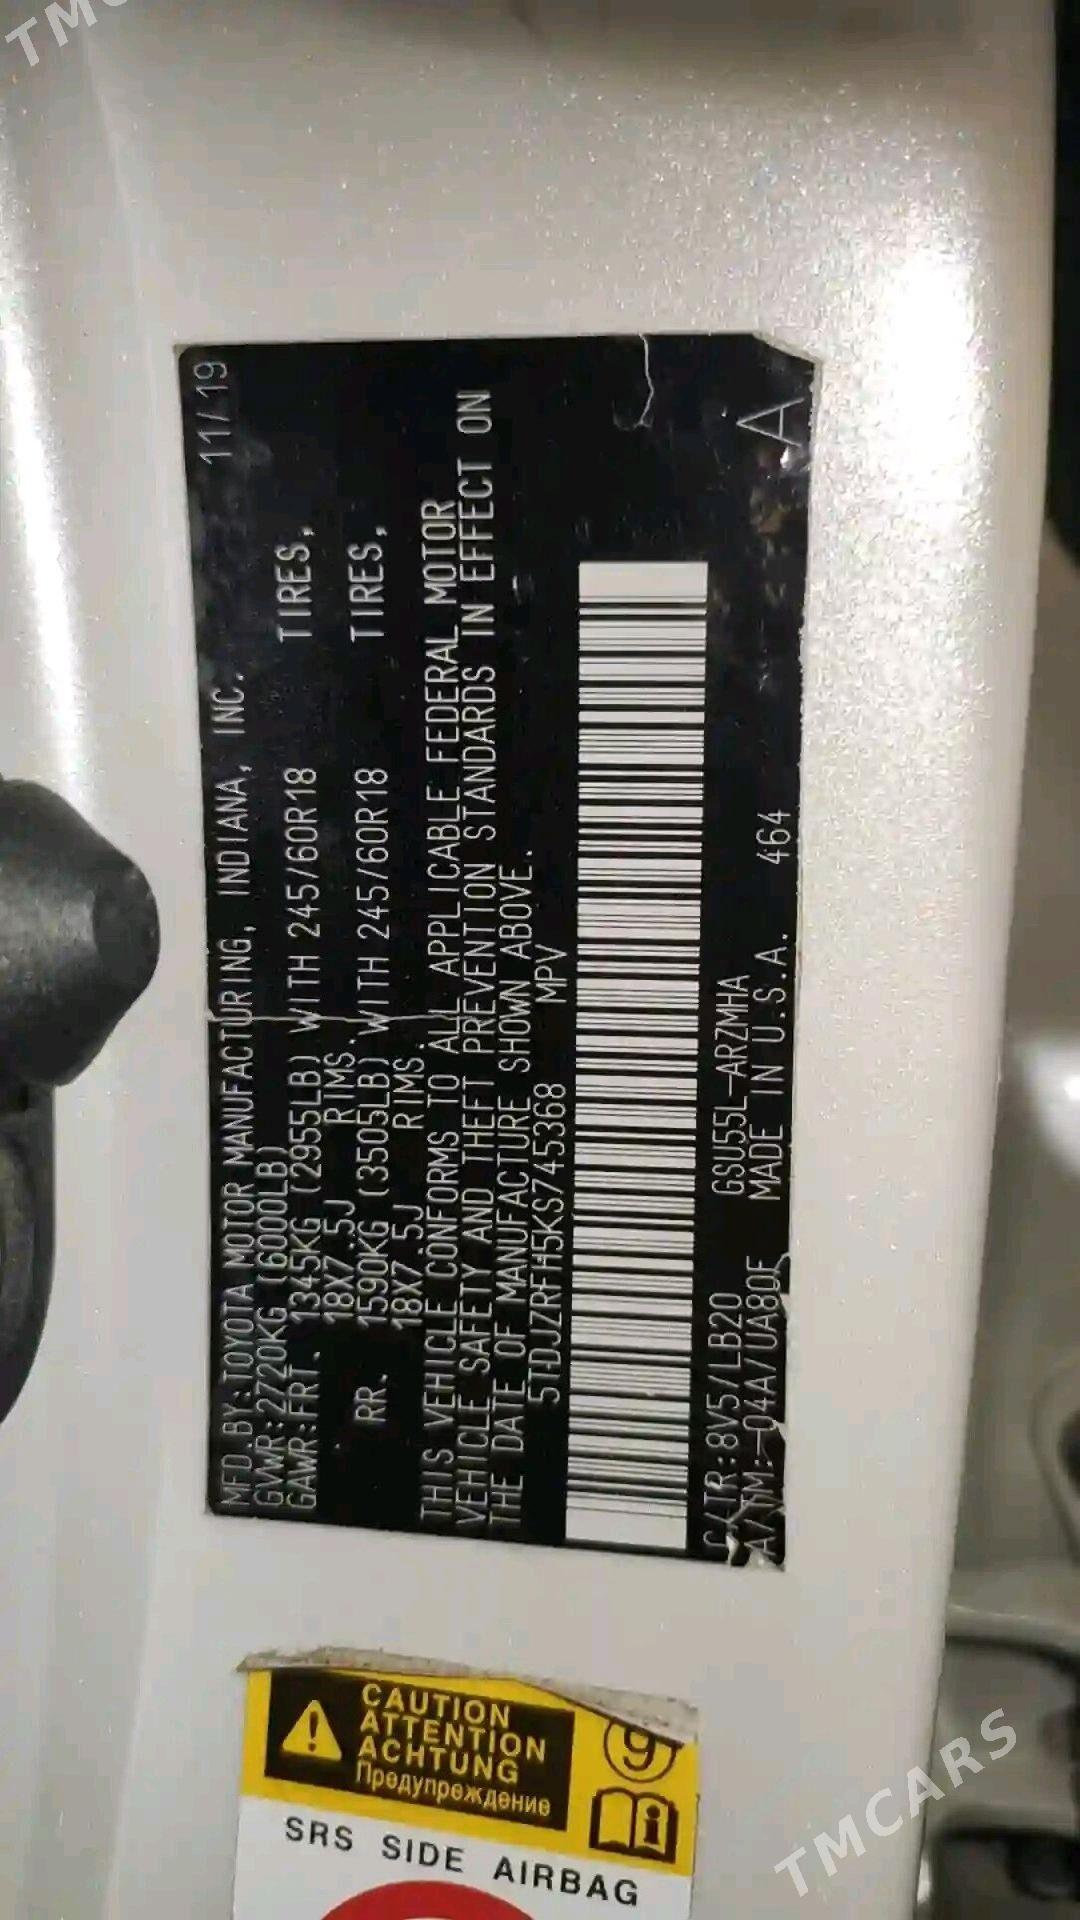 MFD.BY:TOYOTA MOTOR MANUFACTURING, INDIANA, INC. 11/19
GVWR:2720KG(6000LB)
GAWR:FRT. 1345KG (2955LB) WITH 245/60R18 TIRES,
18X7.5J RIMS.
RR. 1590KG (3505LB) WITH 245/60R18 TIRES,
18X7.5J RIMS
THIS VEHICLE CONFORMS TO ALL APPLICABLE FEDERAL MOTOR
VEHICLE SAFETY AND THEFT PREVENTION STANDARDS IN EFFECT ON
THE DATE OF MANUFACTURE SHOWN ABOVE.
5TDJZRFH5KS745368 MPV
C/TR:8V5/LB20 GSU55L-ARZMHA
A/TM:-04A/UA80F MADE IN U.S.A. 464 A
CAUTION
ATTENTION
ACHTUNG
Предупреждение
9
i
SRS SIDE AIRBAG
TMCARS